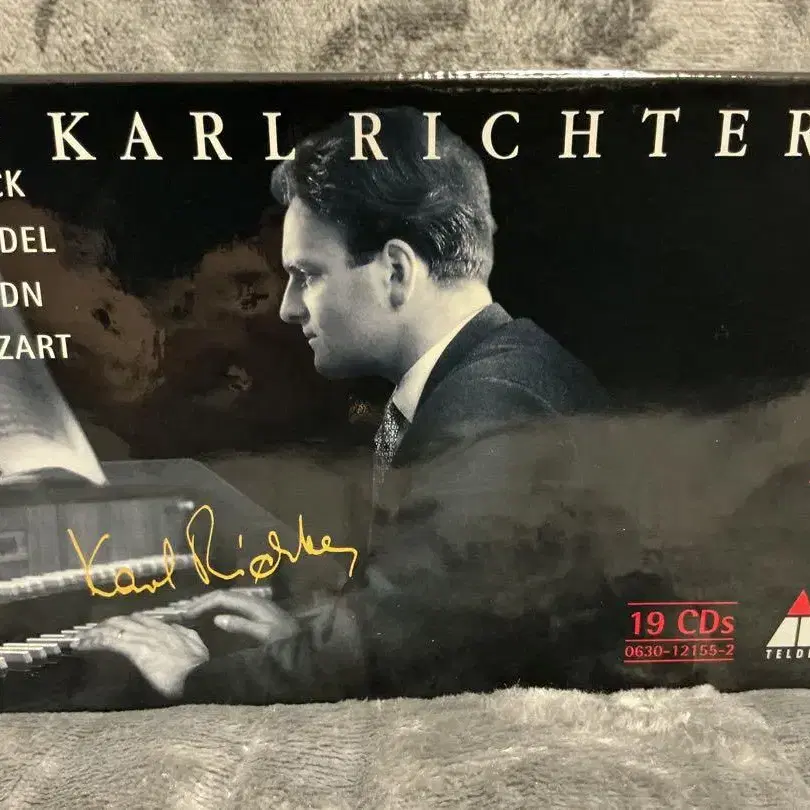 KARL RICHTER
CK
DEL
DN
ZART
Karl Richter
19 CDs
0630-12155-2
TELD